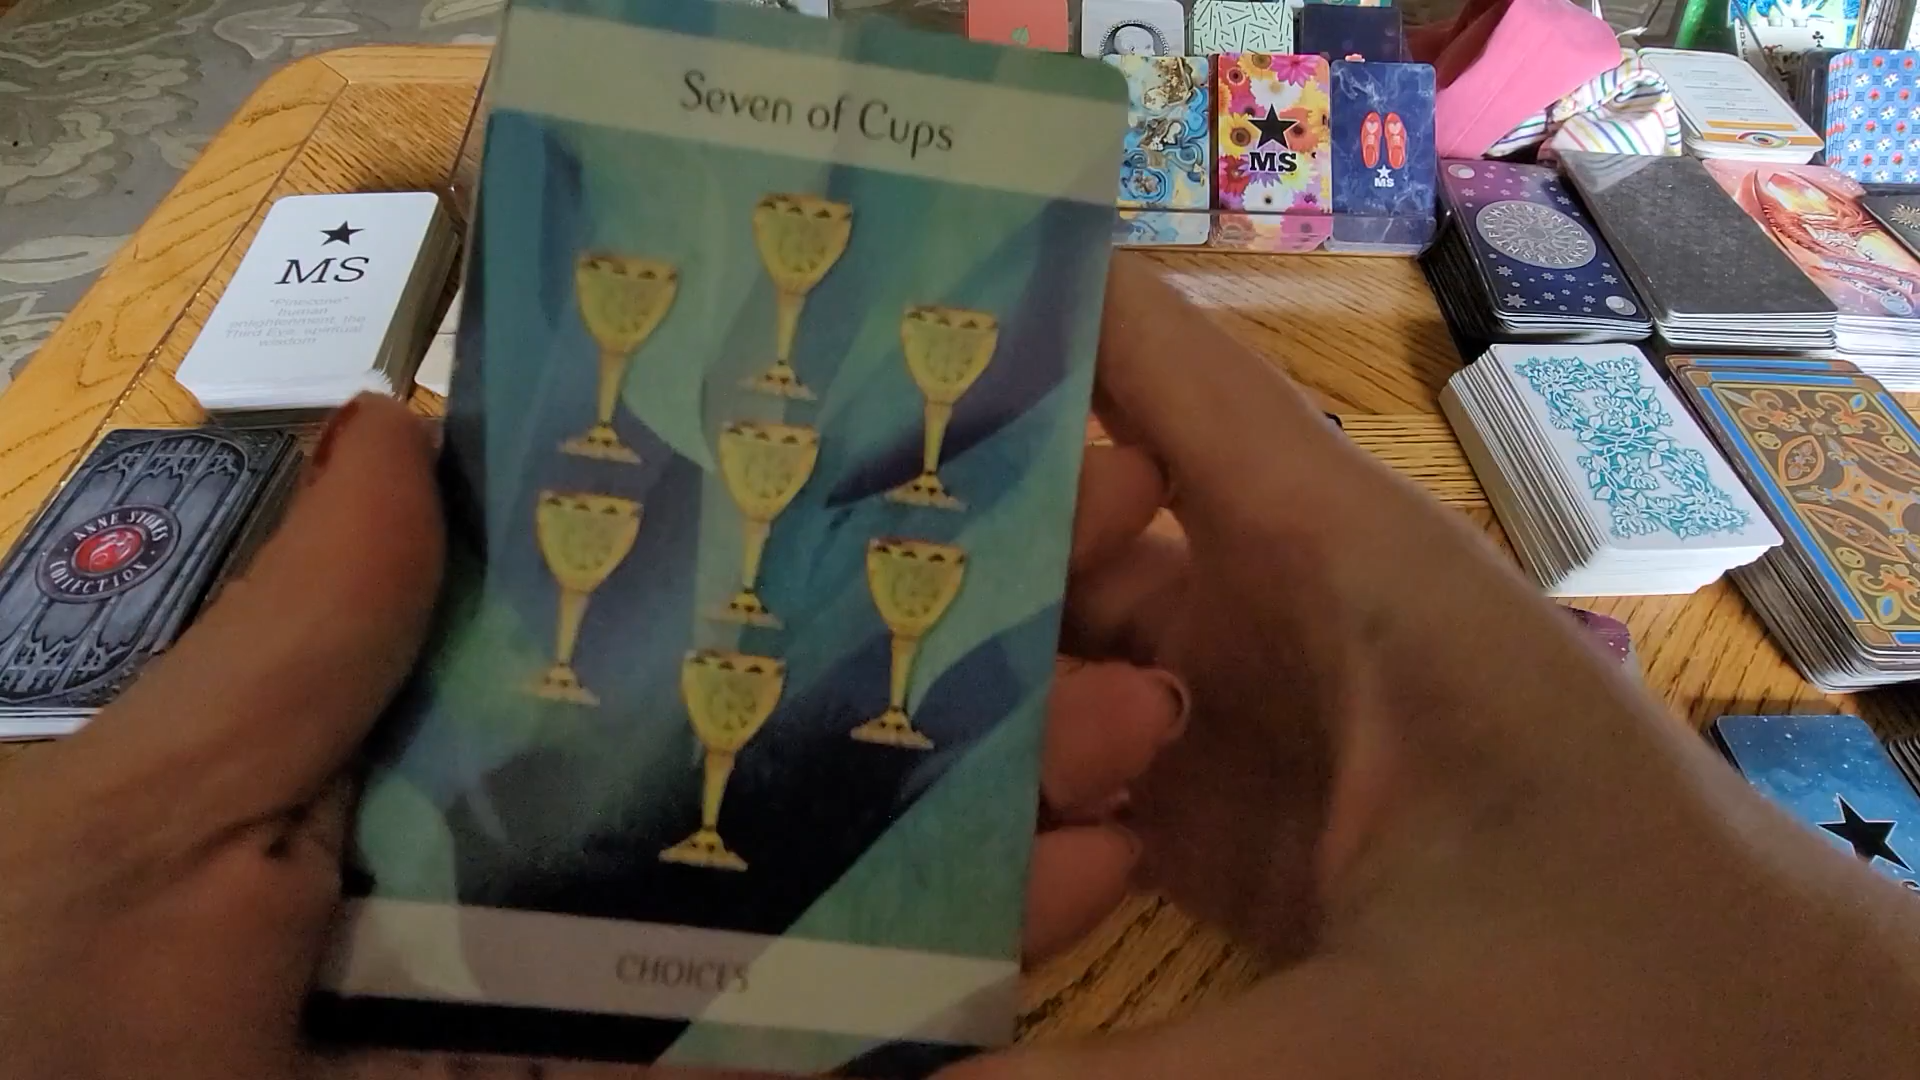 Seven of Cups
CHOICES
MS
"Pinecone"
human
enlightenment, the
Third Eye, spiritual
wisdom
ANNE STOKES
COLLECTION
MS
MS